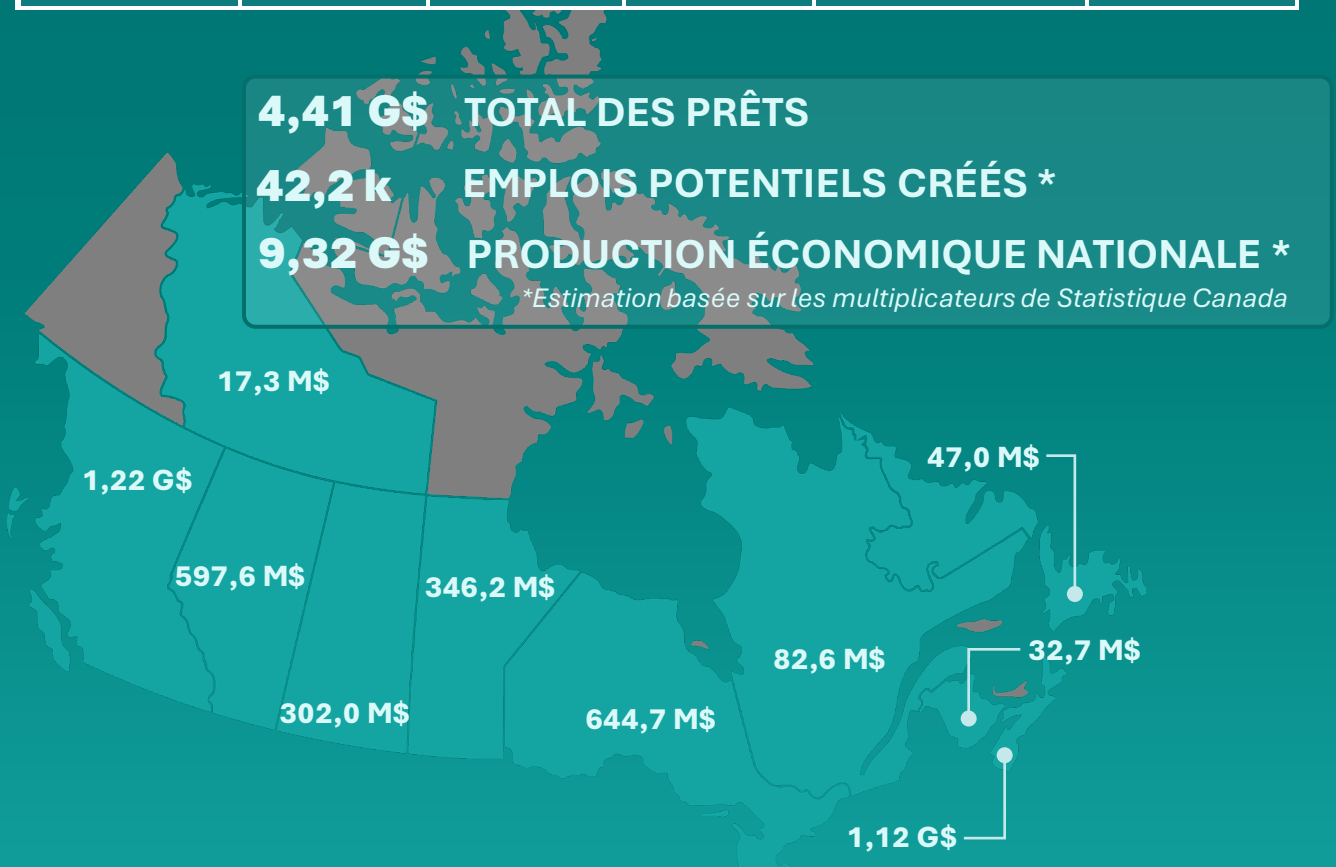 4,41 G$ TOTAL DES PRÊTS
42,2 k EMPLOIS POTENTIELS CRÉÉS *
9,32 G$ PRODUCTION ÉCONOMIQUE NATIONALE *
*Estimation basée sur les multiplicateurs de Statistique Canada
17,3 M$
47,0 M$
1,22 G$
597,6 M$
346,2 M$
32,7 M$
82,6 M$
302,0 M$
644,7 M$
1,12 G$